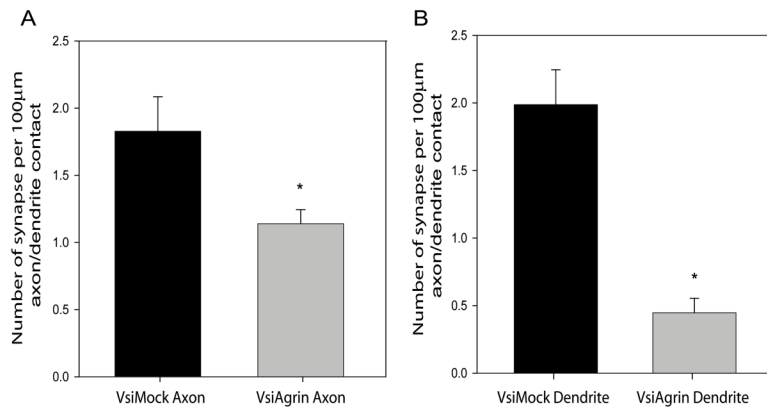 A
Number of synapse per 100µm
axon/dendrite contact
2.5
2.0
1.5
1.0
0.5
0.0
*
VsiMock Axon
VsiAgrin Axon
B
Number of synapse per 100µm
axon/dendrite contact
2.5
2.0
1.5
1.0
0.5
0.0
*
VsiMock Dendrite
VsiAgrin Dendrite